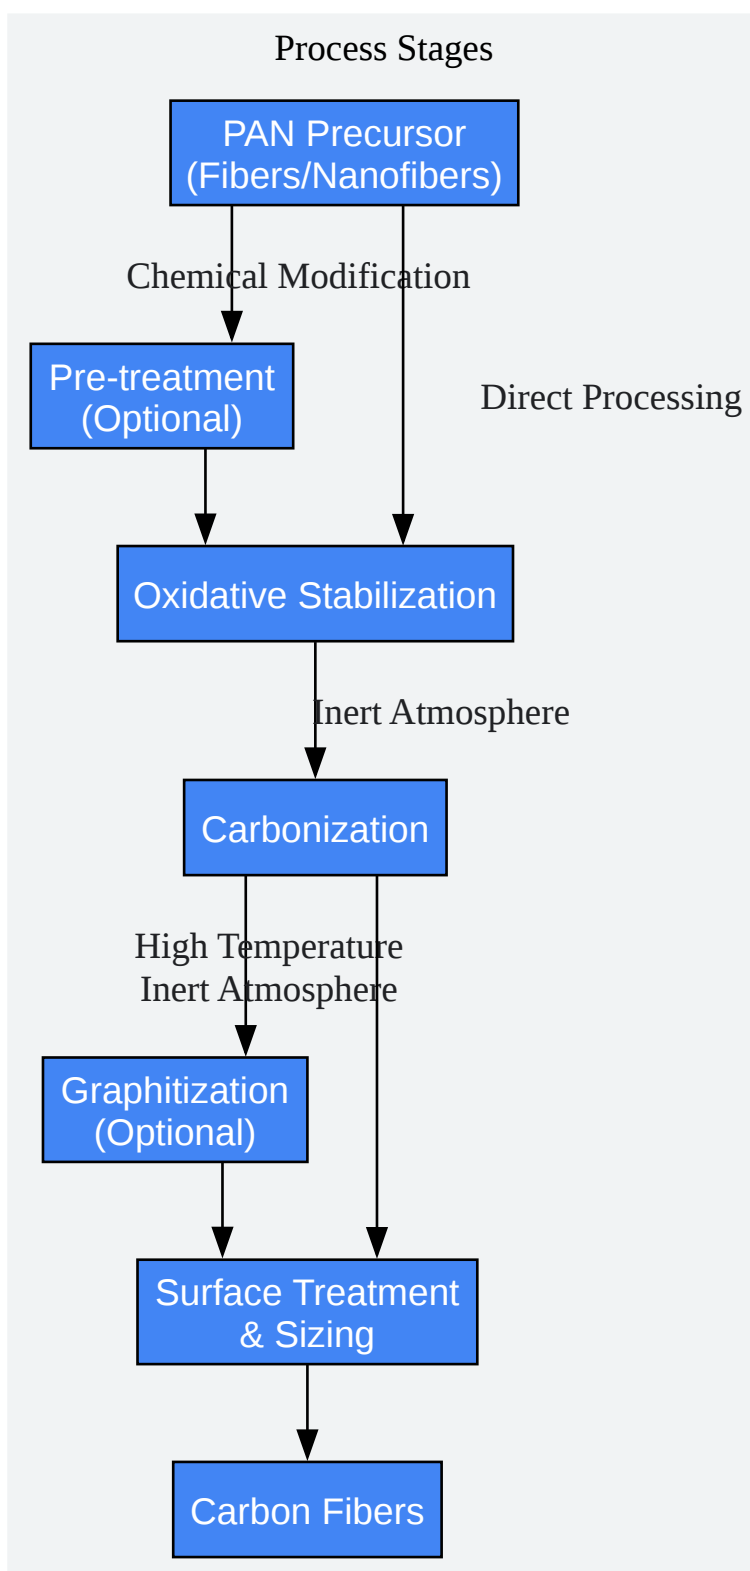 Process Stages
PAN Precursor
(Fibers/Nanofibers)
Chemical Modification
Pre-treatment
(Optional)
Direct Processing
Oxidative Stabilization
Inert Atmosphere
Carbonization
High Temperature
Inert Atmosphere
Graphitization
(Optional)
Surface Treatment
& Sizing
Carbon Fibers